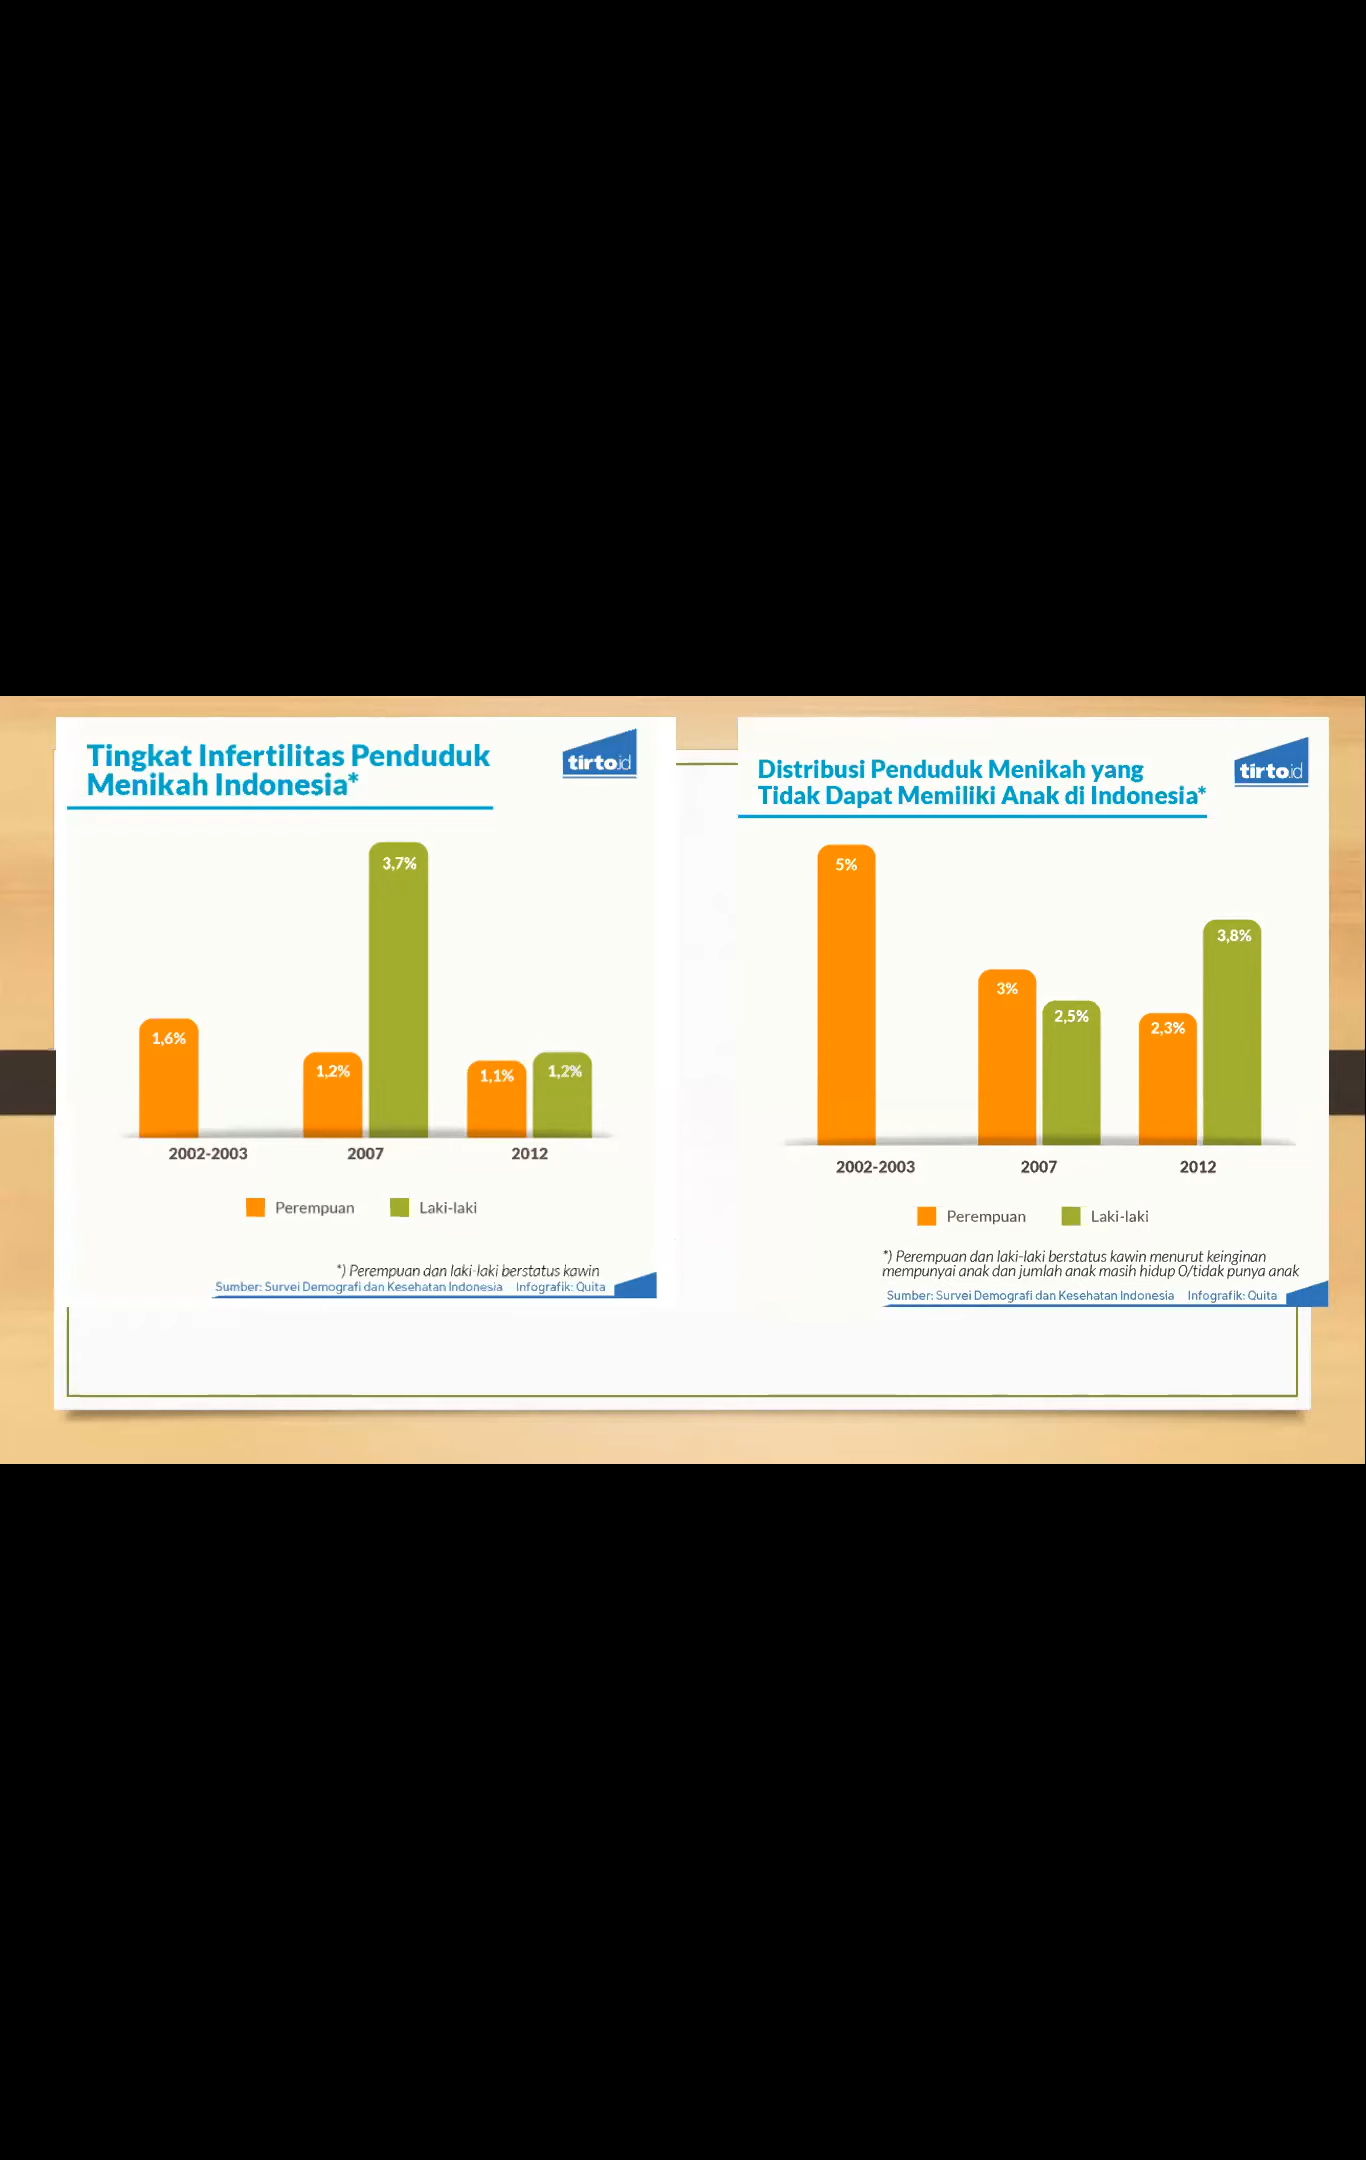 Tingkat Infertilitas Penduduk
Menikah Indonesia*
tirto.id
3,7%
1,6%
1,2%
1,1%
1,2%
2002-2003
2007
2012
Perempuan
Laki-laki
*) Perempuan dan laki-laki berstatus kawin
Sumber: Survei Demografi dan Kesehatan Indonesia Infografik: Quita
Distribusi Penduduk Menikah yang
Tidak Dapat Memiliki Anak di Indonesia*
tirto.id
5%
3%
2,5%
2,3%
3,8%
2002-2003
2007
2012
Perempuan
Laki-laki
*) Perempuan dan laki-laki berstatus kawin menurut keinginan
mempunyai anak dan jumlah anak masih hidup 0/tidak punya anak
Sumber: Survei Demografi dan Kesehatan Indonesia Infografik: Quita